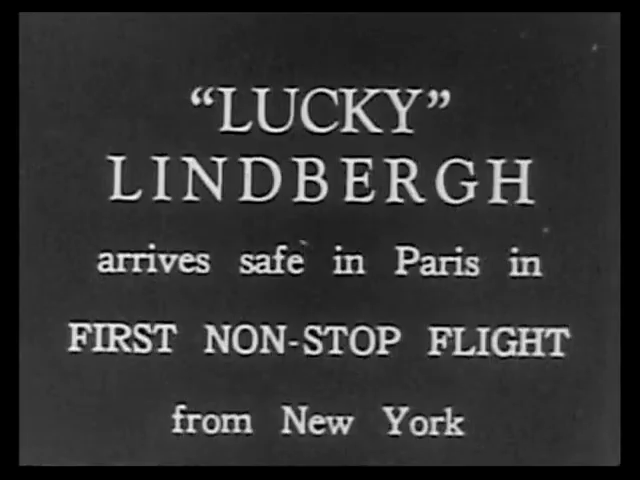 “LUCKY”
LINDBERGH
arrives safe in Paris in
FIRST NON-STOP FLIGHT
from New York